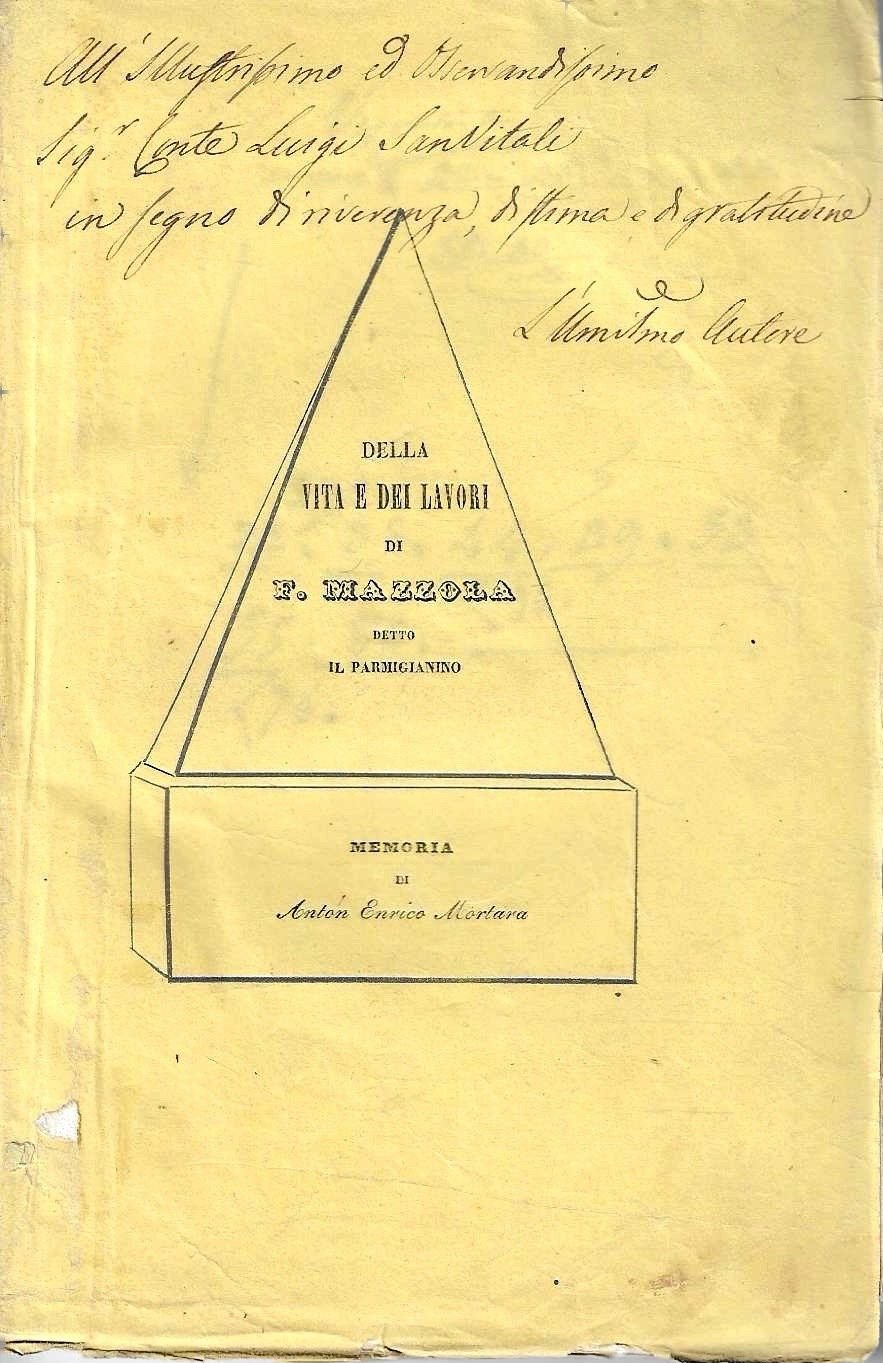 All'Illustrissimo ed Osservandissimo
Sig.r Conte Luigi SanVitali
in segno di riverenza, di stima e di gratitudine
L'Umilmo Autore
DELLA
VITA E DEI LAVORI
DI
F. MAZZOLA
DETTO
IL PARMIGIANINO
MEMORIA
DI
Antón Enrico Mortara